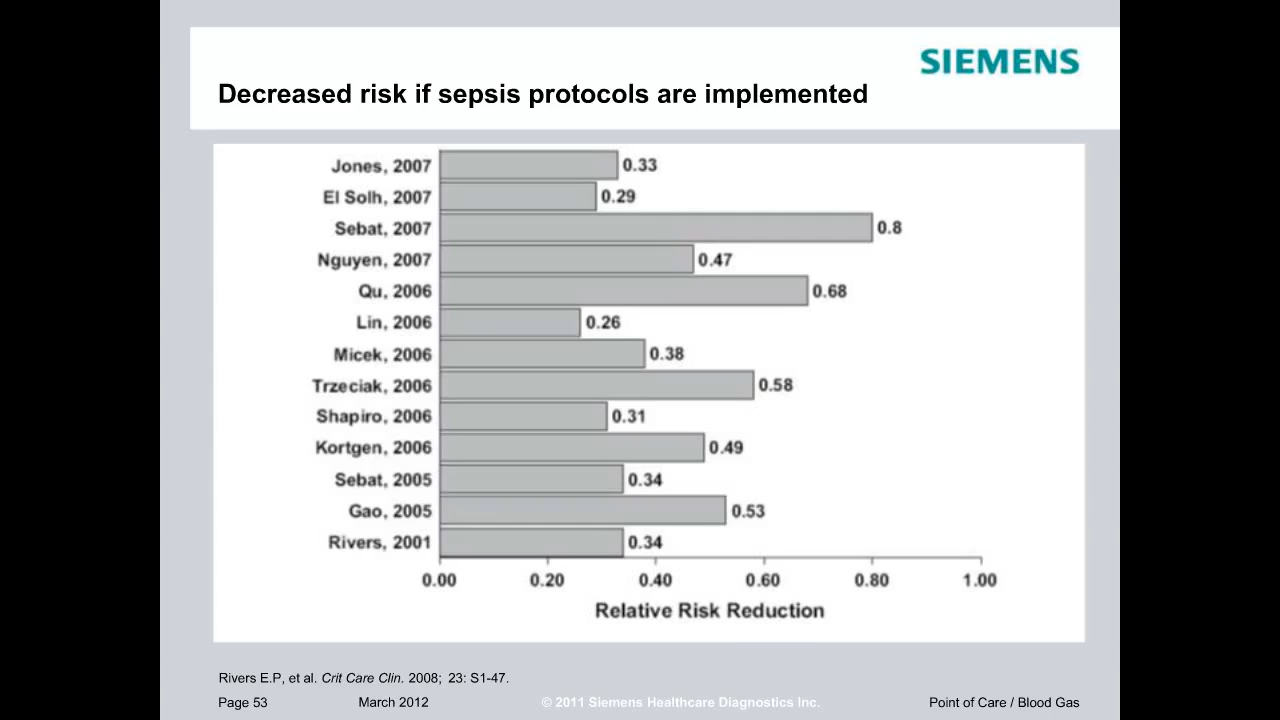 SIEMENS
Decreased risk if sepsis protocols are implemented
Jones, 2007 0.33
El Solh, 2007 0.29
Sebat, 2007 0.8
Nguyen, 2007 0.47
Qu, 2006 0.68
Lin, 2006 0.26
Micek, 2006 0.38
Trzeciak, 2006 0.58
Shapiro, 2006 0.31
Kortgen, 2006 0.49
Sebat, 2005 0.34
Gao, 2005 0.53
Rivers, 2001 0.34
0.00 0.20 0.40 0.60 0.80 1.00
Relative Risk Reduction
Rivers E.P, et al. Crit Care Clin. 2008; 23: S1-47.
Page 53 March 2012 © 2011 Siemens Healthcare Diagnostics Inc. Point of Care / Blood Gas